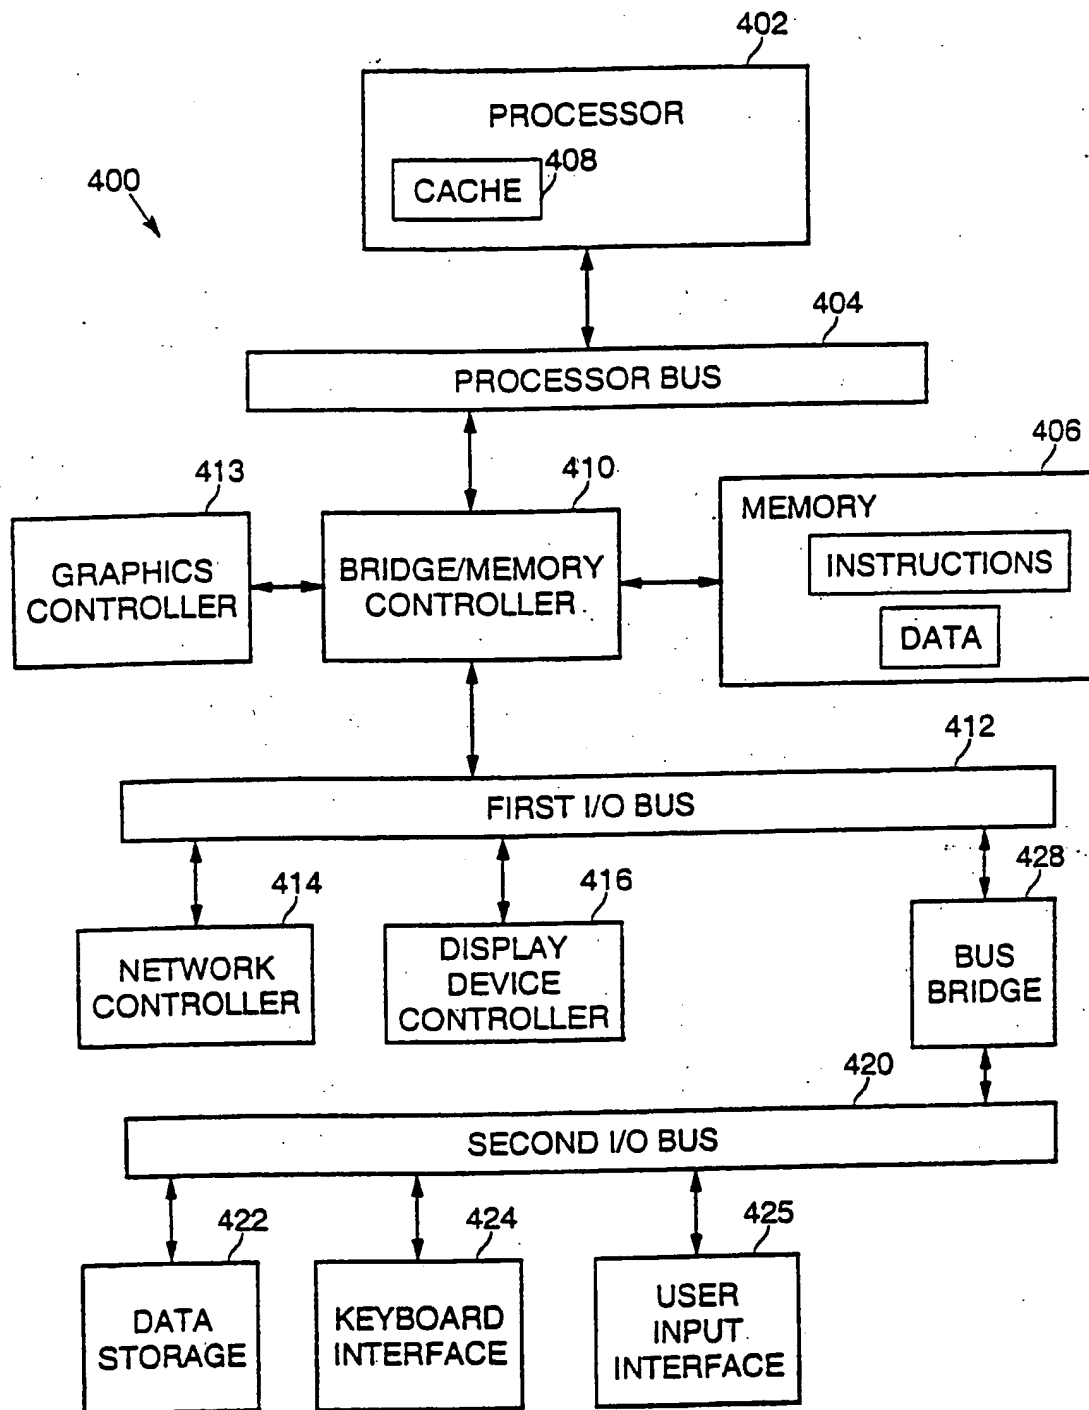 402
PROCESSOR
408
CACHE
400
404
PROCESSOR BUS
406
413
410
MEMORY
GRAPHICS
CONTROLLER
BRIDGE/MEMORY
CONTROLLER
INSTRUCTIONS
DATA
412
FIRST I/O BUS
428
414
416
NETWORK
CONTROLLER
DISPLAY
DEVICE
CONTROLLER
BUS
BRIDGE
420
SECOND I/O BUS
422
424
425
DATA
STORAGE
KEYBOARD
INTERFACE
USER
INPUT
INTERFACE